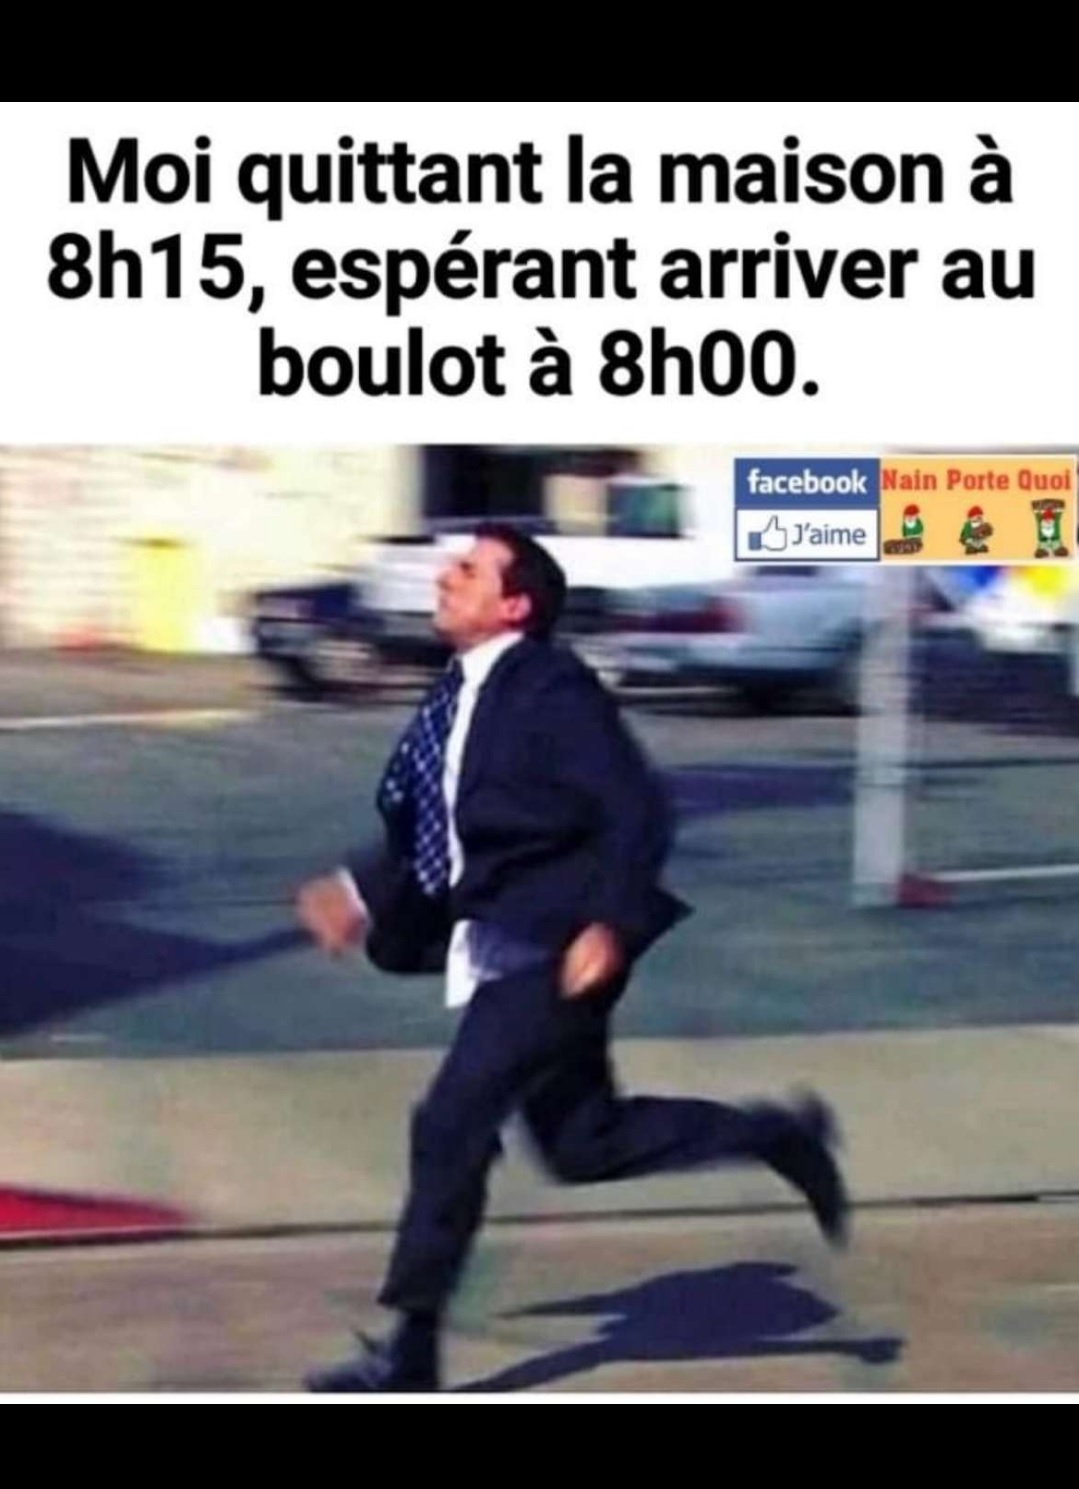 Moi quittant la maison à
8h15, espérant arriver au
boulot à 8h00.
facebook
J'aime
Nain Porte Quoi